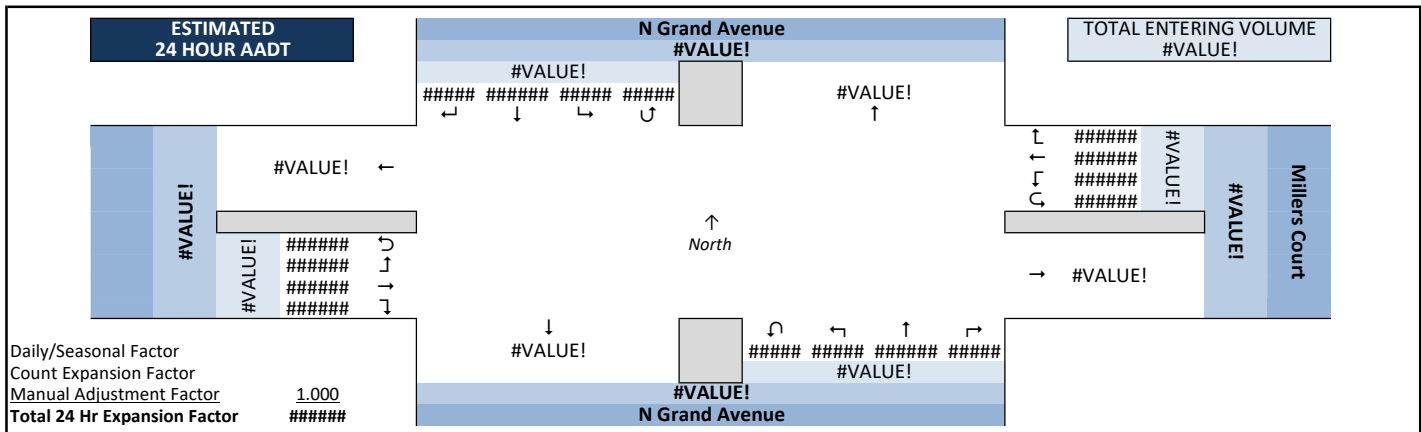 ESTIMATED
24 HOUR AADT
N Grand Avenue
#VALUE!
TOTAL ENTERING VOLUME
#VALUE!
#VALUE!
##### ###### ##### #####
#VALUE!
#VALUE!
#VALUE!
######
######
######
######
#VALUE!
#VALUE!
Millers Court
North
#VALUE!
######
######
######
######
#VALUE!
#VALUE!
##### ##### ###### #####
#VALUE!
#VALUE!
N Grand Avenue
Daily/Seasonal Factor
Count Expansion Factor
Manual Adjustment Factor 1.000
Total 24 Hr Expansion Factor ######